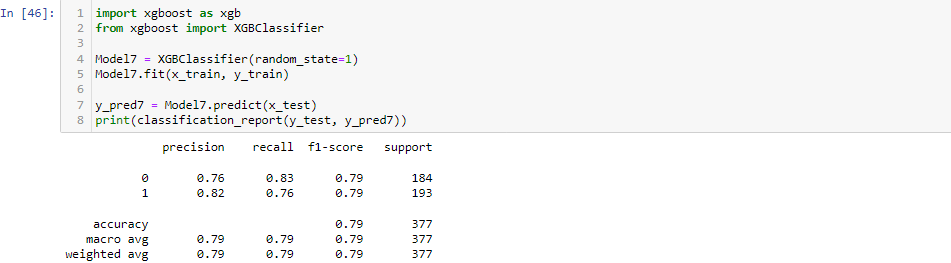 In [46]:
1 import xgboost as xgb
2 from xgboost import XGBClassifier
3
4 Model7 = XGBClassifier(random_state=1)
5 Model7.fit(x_train, y_train)
6
7 y_pred7 = Model7.predict(x_test)
8 print(classification_report(y_test, y_pred7))
precision recall f1-score support
0 0.76 0.83 0.79 184
1 0.82 0.76 0.79 193
accuracy 0.79 377
macro avg 0.79 0.79 0.79 377
weighted avg 0.79 0.79 0.79 377